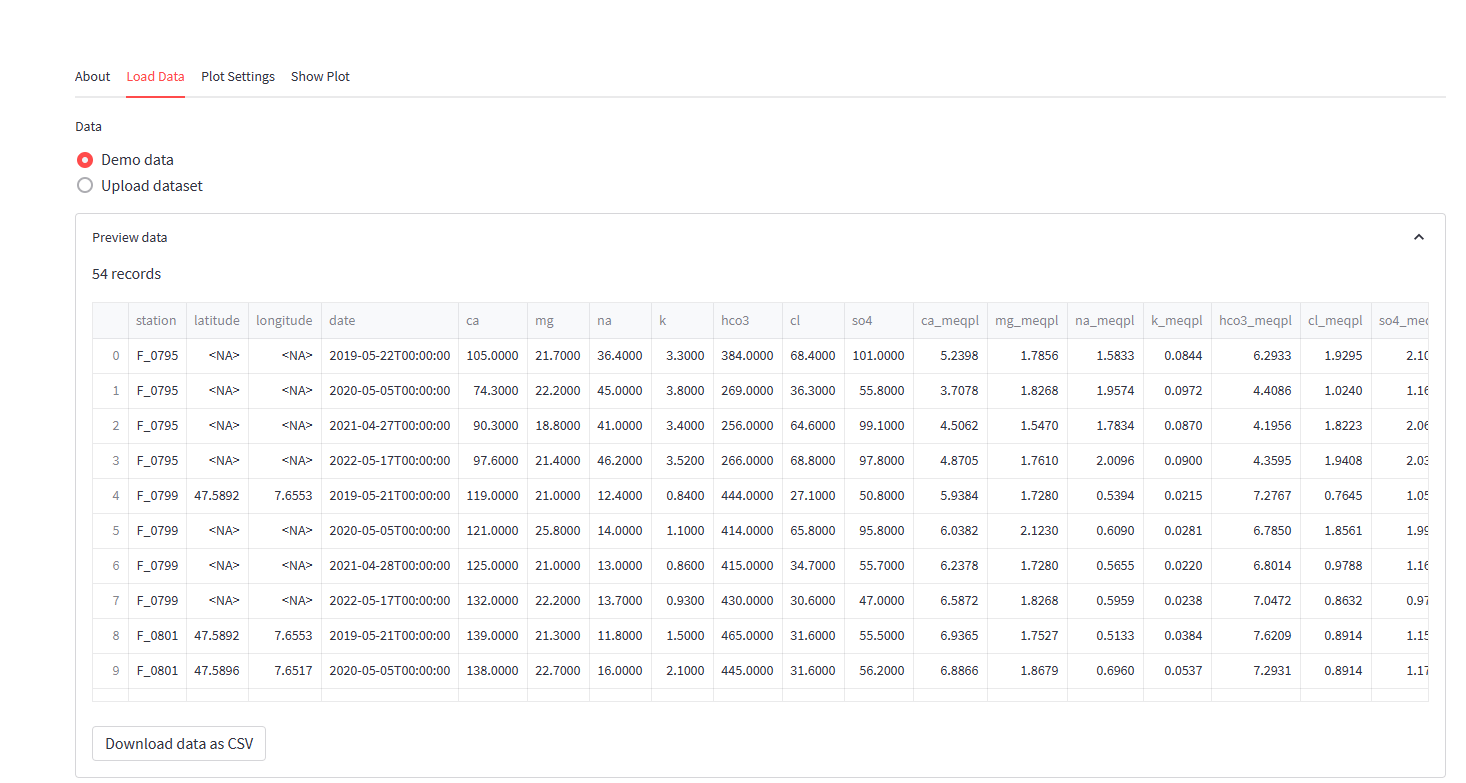 About Load Data Plot Settings Show Plot
Data
Demo data
Upload dataset
Preview data
54 records
station latitude longitude date ca mg na k hco3 cl so4 ca_meqpl mg_meqpl na_meqpl k_meqpl hco3_meqpl cl_meqpl so4_mec
0 F_0795 <NA> <NA> 2019-05-22T00:00:00 105.0000 21.7000 36.4000 3.3000 384.0000 68.4000 101.0000 5.2398 1.7856 1.5833 0.0844 6.2933 1.9295 2.10
1 F_0795 <NA> <NA> 2020-05-05T00:00:00 74.3000 22.2000 45.0000 3.8000 269.0000 36.3000 55.8000 3.7078 1.8268 1.9574 0.0972 4.4086 1.0240 1.16
2 F_0795 <NA> <NA> 2021-04-27T00:00:00 90.3000 18.8000 41.0000 3.4000 256.0000 64.6000 99.1000 4.5062 1.5470 1.7834 0.0870 4.1956 1.8223 2.06
3 F_0795 <NA> <NA> 2022-05-17T00:00:00 97.6000 21.4000 46.2000 3.5200 266.0000 68.8000 97.8000 4.8705 1.7610 2.0096 0.0900 4.3595 1.9408 2.03
4 F_0799 47.5892 7.6553 2019-05-21T00:00:00 119.0000 21.0000 12.4000 0.8400 444.0000 27.1000 50.8000 5.9384 1.7280 0.5394 0.0215 7.2767 0.7645 1.05
5 F_0799 <NA> <NA> 2020-05-05T00:00:00 121.0000 25.8000 14.0000 1.1000 414.0000 65.8000 95.8000 6.0382 2.1230 0.6090 0.0281 6.7850 1.8561 1.99
6 F_0799 <NA> <NA> 2021-04-28T00:00:00 125.0000 21.0000 13.0000 0.8600 415.0000 34.7000 55.7000 6.2378 1.7280 0.5655 0.0220 6.8014 0.9788 1.16
7 F_0799 <NA> <NA> 2022-05-17T00:00:00 132.0000 22.2000 13.7000 0.9300 430.0000 30.6000 47.0000 6.5872 1.8268 0.5959 0.0238 7.0472 0.8632 0.97
8 F_0801 47.5892 7.6553 2019-05-21T00:00:00 139.0000 21.3000 11.8000 1.5000 465.0000 31.6000 55.5000 6.9365 1.7527 0.5133 0.0384 7.6209 0.8914 1.15
9 F_0801 47.5896 7.6517 2020-05-05T00:00:00 138.0000 22.7000 16.0000 2.1000 445.0000 31.6000 56.2000 6.8866 1.8679 0.6960 0.0537 7.2931 0.8914 1.17
Download data as CSV